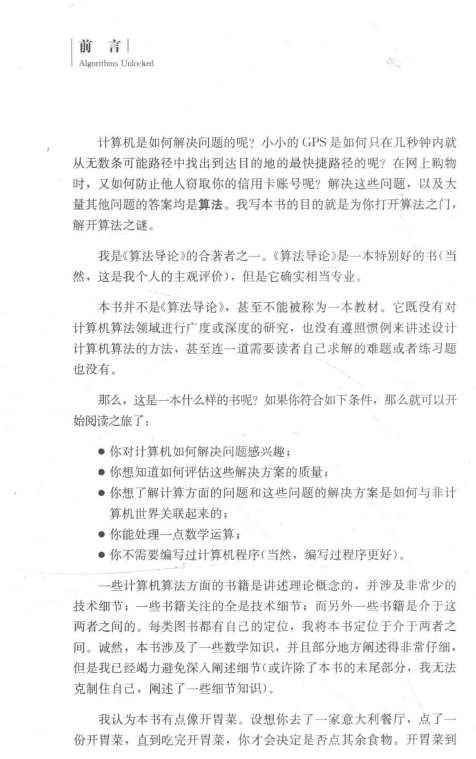 前 言
Algorithms Unlocked
计算机是如何解决问题的呢？小小的 GPS 是如何只在几秒钟内就
从无数条可能路径中找出到达目的地的最快捷路径的呢？在网上购物
时，又如何防止他人窃取你的信用卡账号呢？解决这些问题，以及大
量其他问题的答案均是算法。我写本书的目的就是为你打开算法之门，
解开算法之谜。
我是《算法导论》的合著者之一。《算法导论》是一本特别好的书(当
然，这是我个人的主观评价)，但是它确实相当专业。
本书并不是《算法导论》，甚至不能被称为一本教材。它既没有对
计算机算法领域进行广度或深度的研究，也没有遵照惯例来讲述设计
计算机算法的方法，甚至连一道需要读者自己求解的难题或者练习题
也没有。
那么，这是一本什么样的书呢？如果你符合如下条件，那么就可以开
始阅读之旅了：
● 你对计算机如何解决问题感兴趣；
● 你想知道如何评估这些解决方案的质量；
● 你想了解计算方面的问题和这些问题的解决方案是如何与非计
算机世界关联起来的；
● 你能处理一点数学运算；
● 你不需要编写过计算机程序(当然，编写过程序更好)。
一些计算机算法方面的书籍是讲述理论概念的，并涉及非常少的
技术细节；一些书籍关注的全是技术细节；而另外一些书籍是介于这
两者之间的。每类图书都有自己的定位，我将本书定位于介于两者之
间。诚然，本书涉及了一些数学知识，并且部分地方阐述得非常仔细，
但是我已经竭力避免深入阐述细节(或许除了本书的末尾部分，我无法
克制住自己，阐述了一些细节知识)。
我认为本书有点像开胃菜。设想你去了一家意大利餐厅，点了一
份开胃菜，直到吃完开胃菜，你才会决定是否点其余食物。开胃菜到